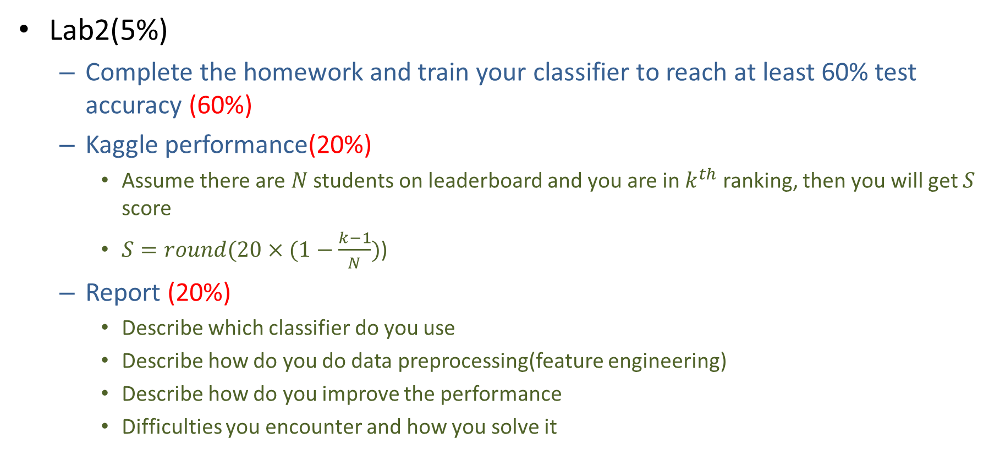 • Lab2(5%)
– Complete the homework and train your classifier to reach at least 60% test
accuracy (60%)
– Kaggle performance(20%)
• Assume there are N students on leaderboard and you are in k^th ranking, then you will get S
score
• S = round(20 × (1 − (k−1)/N))
– Report (20%)
• Describe which classifier do you use
• Describe how do you do data preprocessing(feature engineering)
• Describe how do you improve the performance
• Difficulties you encounter and how you solve it